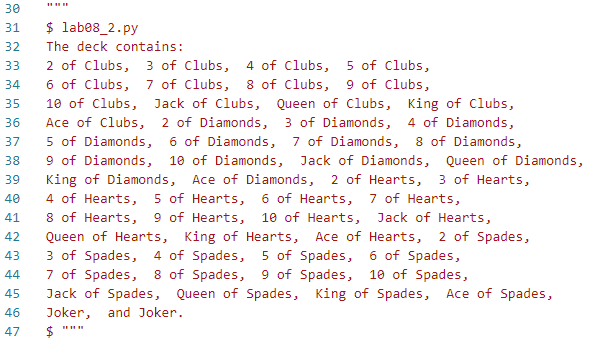 30 """
31 $ lab08_2.py
32 The deck contains:
33 2 of Clubs,  3 of Clubs,  4 of Clubs,  5 of Clubs,
34 6 of Clubs,  7 of Clubs,  8 of Clubs,  9 of Clubs,
35 10 of Clubs,  Jack of Clubs,  Queen of Clubs,  King of Clubs,
36 Ace of Clubs,  2 of Diamonds,  3 of Diamonds,  4 of Diamonds,
37 5 of Diamonds,  6 of Diamonds,  7 of Diamonds,  8 of Diamonds,
38 9 of Diamonds,  10 of Diamonds,  Jack of Diamonds,  Queen of Diamonds,
39 King of Diamonds,  Ace of Diamonds,  2 of Hearts,  3 of Hearts,
40 4 of Hearts,  5 of Hearts,  6 of Hearts,  7 of Hearts,
41 8 of Hearts,  9 of Hearts,  10 of Hearts,  Jack of Hearts,
42 Queen of Hearts,  King of Hearts,  Ace of Hearts,  2 of Spades,
43 3 of Spades,  4 of Spades,  5 of Spades,  6 of Spades,
44 7 of Spades,  8 of Spades,  9 of Spades,  10 of Spades,
45 Jack of Spades,  Queen of Spades,  King of Spades,  Ace of Spades,
46 Joker,  and Joker.
47 $ """